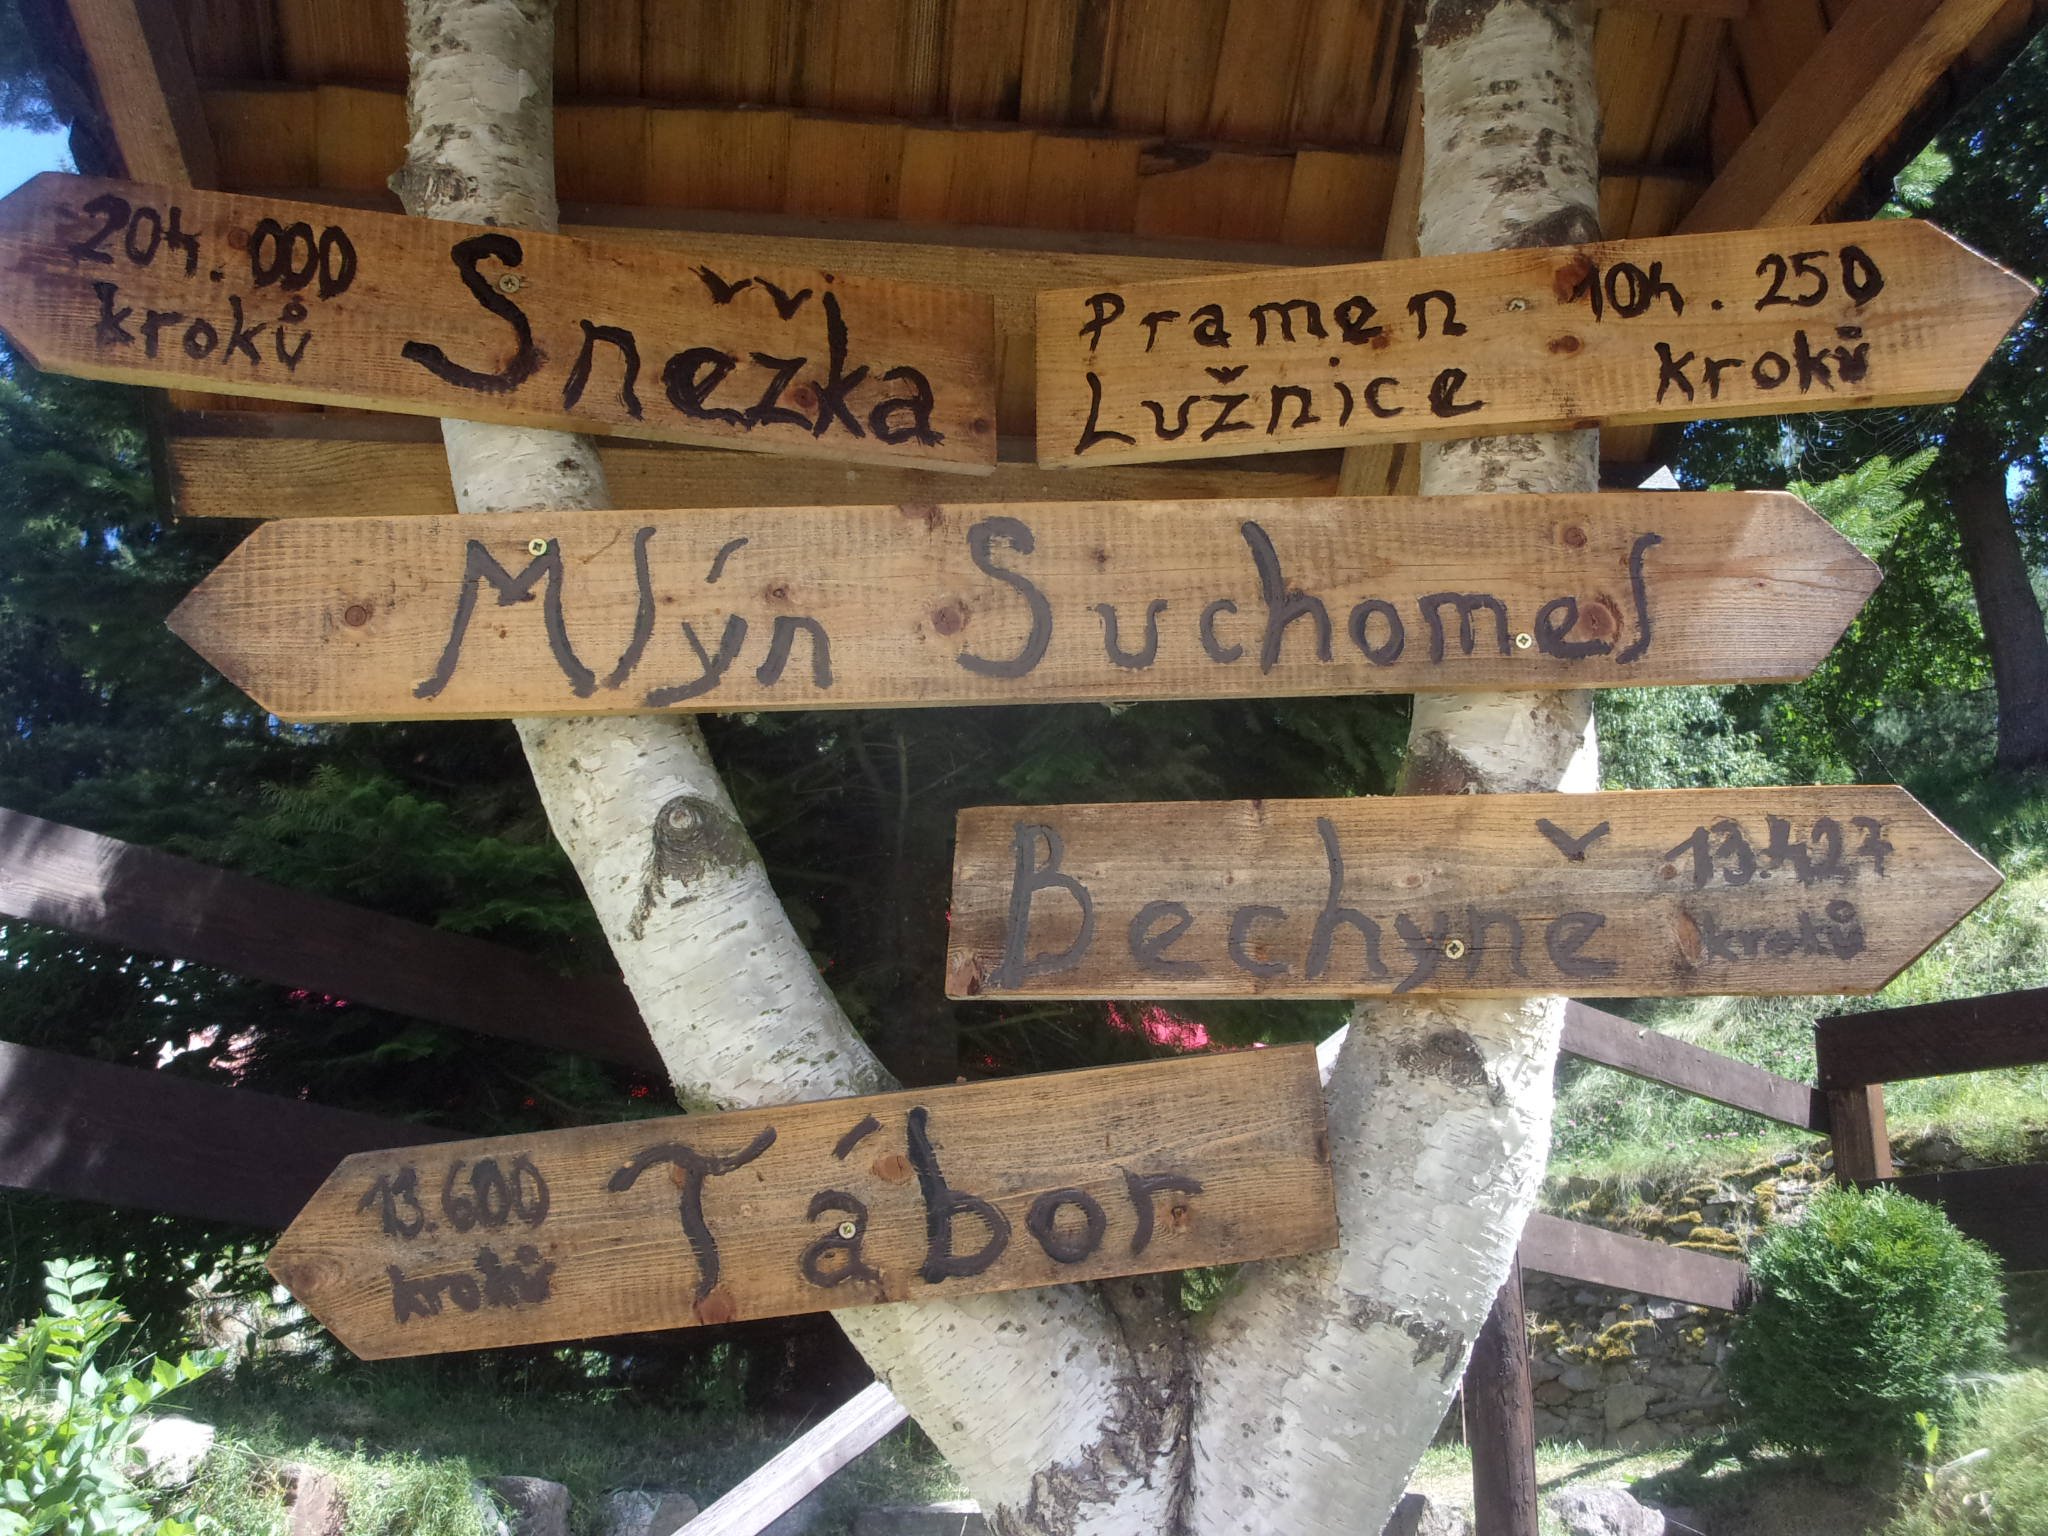 204.000 Sněžka
kroků
Pramen 104.250
Lužnice kroků
Mlýn Suchomel
Bechyně 13.427
kroků
13.600 Tábor
kroků